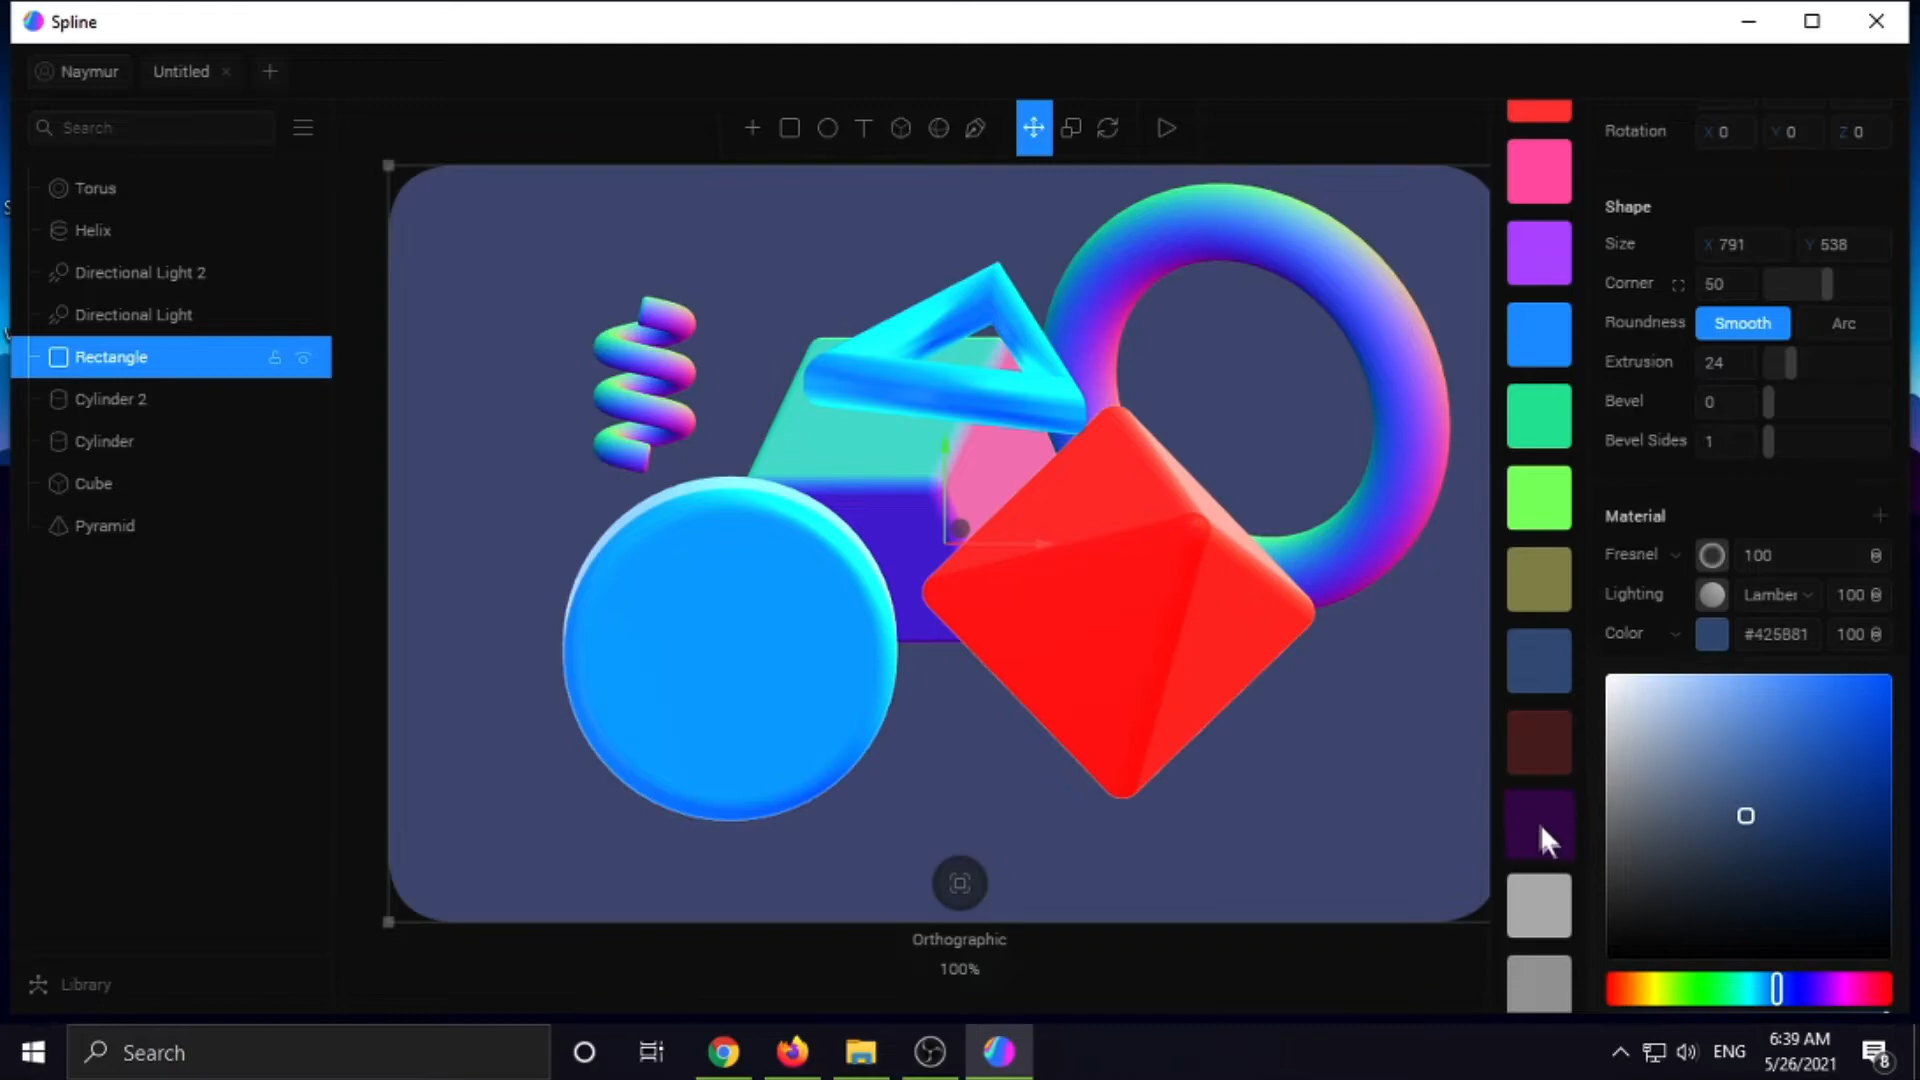 Spline
Naymur
Untitled
Search
T
Torus
Helix
Directional Light 2
Directional Light
Rectangle
Cylinder 2
Cylinder
Cube
Pyramid
Library
Orthographic
100%
Rotation X 0 Y 0 Z 0
Shape
Size X 791 Y 538
Corner 50
Roundness Smooth Arc
Extrusion 24
Bevel 0
Bevel Sides 1
Material
Fresnel 100
Lighting Lamber 100
Color #425B81 100
Search
ENG
6:39 AM
5/26/2021
8